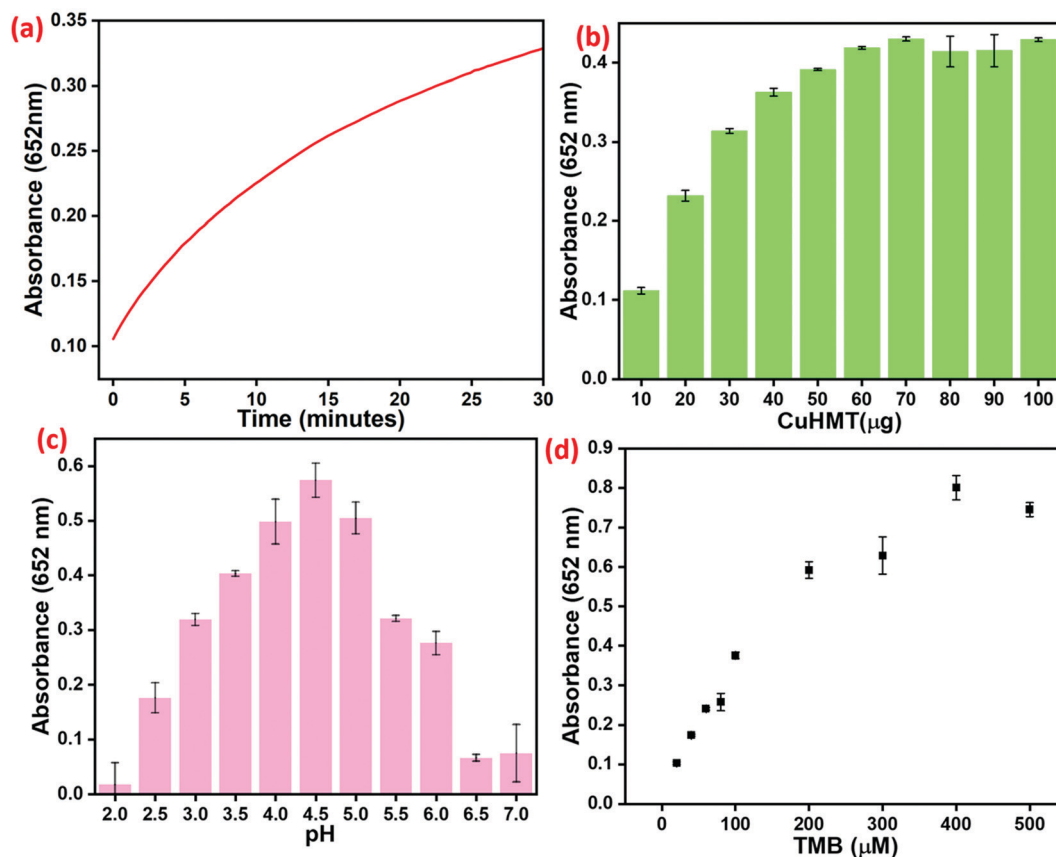 (a)
0.35
0.30
0.25
0.20
0.15
0.10
Absorbance (652nm)
0 5 10 15 20 25 30
Time (minutes)
(b)
0.4
0.3
0.2
0.1
0.0
Absorbance (652 nm)
10 20 30 40 50 60 70 80 90 100
CuHMT(μg)
(c)
0.6
0.5
0.4
0.3
0.2
0.1
0.0
Absorbance (652 nm)
2.0 2.5 3.0 3.5 4.0 4.5 5.0 5.5 6.0 6.5 7.0
pH
(d)
0.9
0.8
0.7
0.6
0.5
0.4
0.3
0.2
0.1
0.0
Absorbance (652 nm)
0 100 200 300 400 500
TMB (μM)